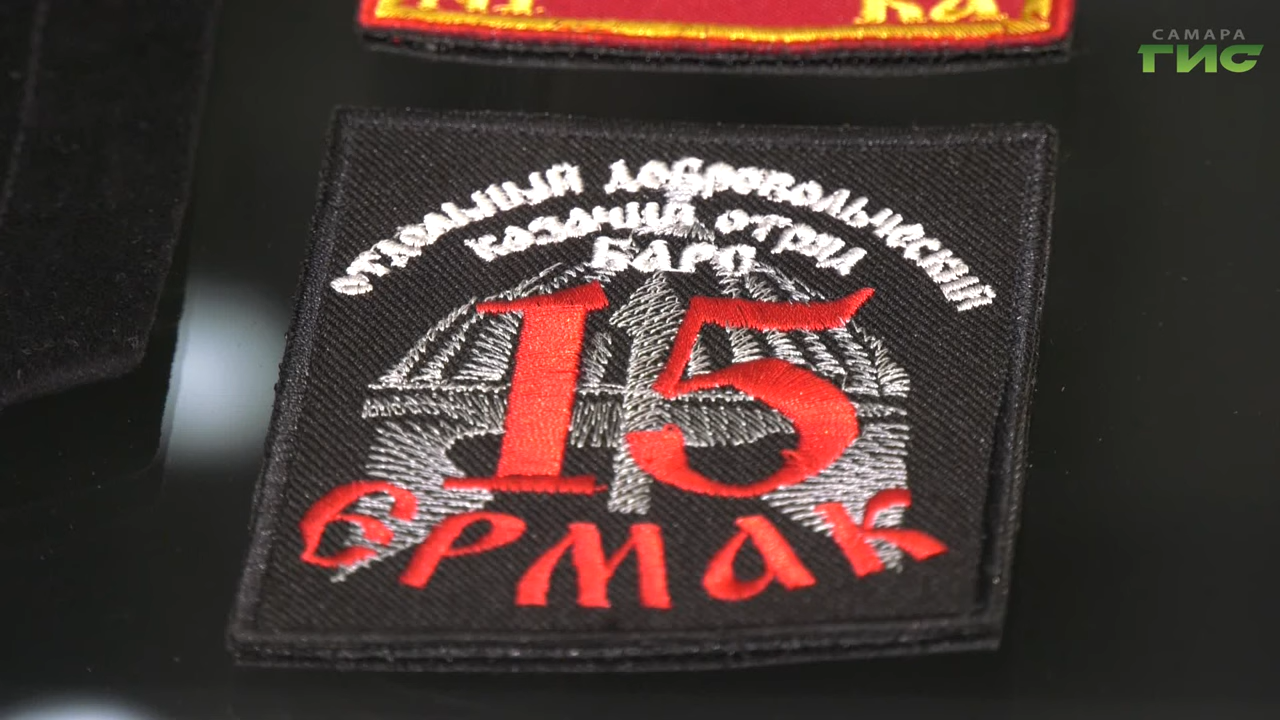 САМАРА
ГИС
ОТДЕЛЬНЫЙ ДОБРОВОЛЬЧЕСКИЙ
КАЗАЧИЙ ОТРЯД
БАРС
15
ЕРМАК